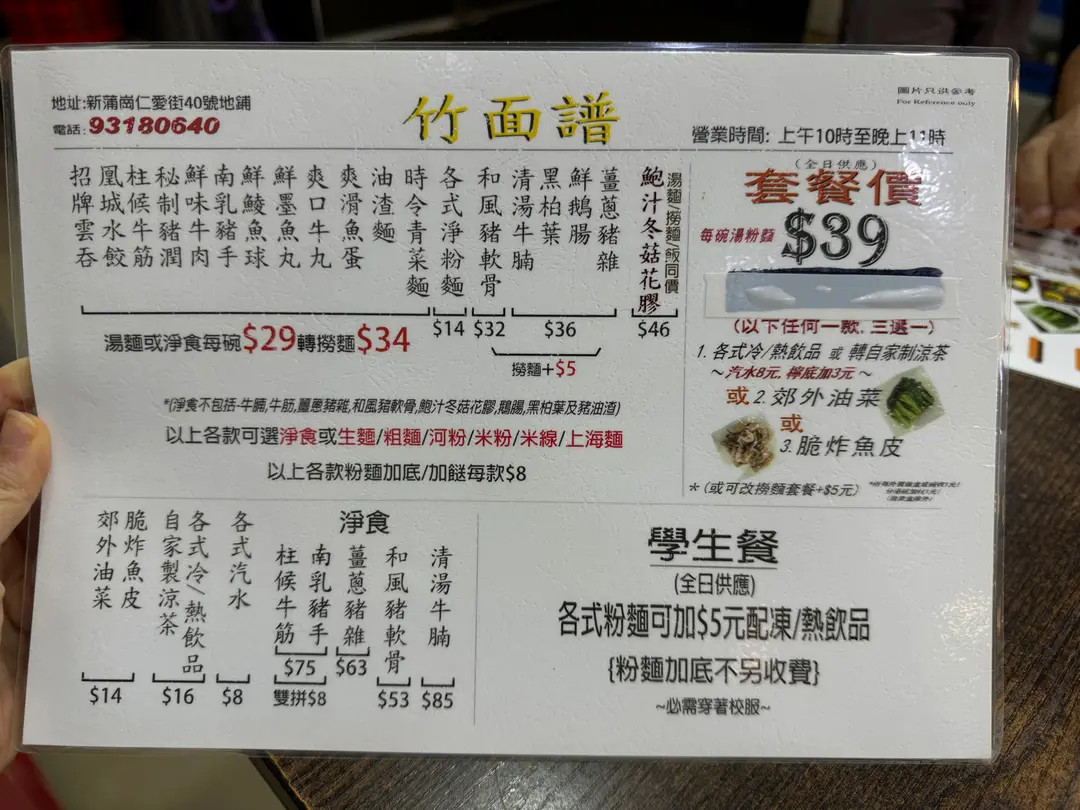 地址:新蒲崗仁愛街40號地鋪
電話:93180640
竹面譜
圖片只供參考
For Reference only
營業時間: 上午10時至晚上11時
招牌雲吞
凰城水餃
柱候牛筋
秘制豬潤
鮮味牛肉
南乳豬手
鮮鯪魚球
鮮墨魚丸
爽口牛丸
爽滑魚蛋
油渣麵
時令青菜麵
各式淨粉麵
和風豬軟骨
清湯牛腩
黑柏葉
鮮鵝腸
薑蔥豬雜
鮑汁冬菇花膠
湯麵 撈麵 飯同價
湯麵或淨食每碗$29轉撈麵$34
$14
$32
$36
$46
撈麵+$5
*(淨食不包括-牛腩,牛筋,薑蔥豬雜,和風豬軟骨,鮑汁冬菇花膠,鵝腸,黑柏葉及豬油渣)
以上各款可選淨食或生麵/粗麵/河粉/米粉/米線/上海麵
以上各款粉麵加底/加餸每款$8
(全日供應)
套餐價
每碗湯粉麵 $39
(以下任何一款, 三選一)
1. 各式冷/熱飲品 或 轉自家制涼茶
~汽水8元, 檸底加3元~
或 2. 郊外油菜
或
3. 脆炸魚皮
*(或可改撈麵套餐+$5元)
郊外油菜
脆炸魚皮
$14
自家製涼茶
各式冷/熱飲品
$16
各式汽水
$8
淨食
柱候牛筋
南乳豬手
$75
雙拼$8
薑蔥豬雜
$63
和風豬軟骨
$53
清湯牛腩
$85
學生餐
(全日供應)
各式粉麵可加$5元配凍/熱飲品
{粉麵加底不另收費}
~必需穿著校服~